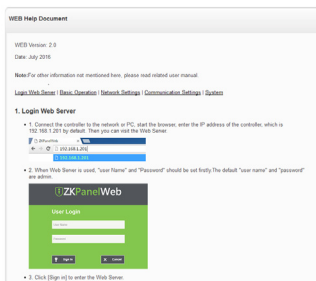 WEB Help Document
WEB Version: 2.0
Date: July 2016
Note:For other information not mentioned here, please read related user manual.
Login Web Server | Basic Operation | Network Settings | Communication Settings | System
1. Login Web Server
• 1. Connect the controller to the network or PC, start the browser, enter the IP address of the controller, which is
192.168.1.201 by default. Then you can visit the Web Server.
192.168.1.201
192.168.1.201
• 2. When Web Server is used, "user Name" and "Password" should be set firstly.The default "user name" and "password"
are admin.
ZKPanelWeb
User Login
Sign in
Cancel
• 3. Click [Sign in] to enter the Web Server.